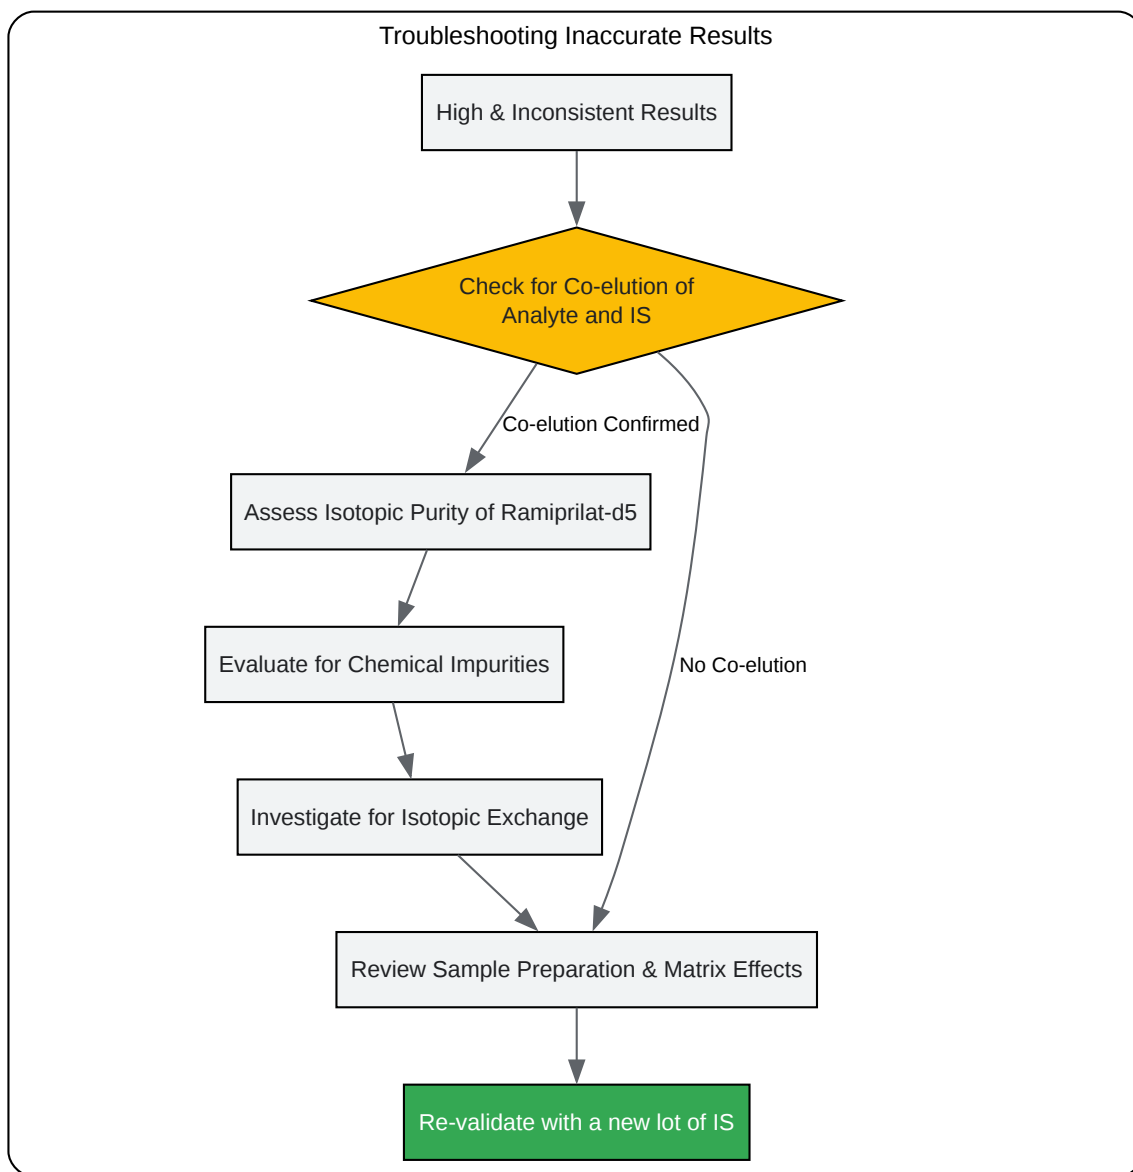 Troubleshooting Inaccurate Results
High & Inconsistent Results
Check for Co-elution of
Analyte and IS
Co-elution Confirmed
Assess Isotopic Purity of Ramiprilat-d5
Evaluate for Chemical Impurities
No Co-elution
Investigate for Isotopic Exchange
Review Sample Preparation & Matrix Effects
Re-validate with a new lot of IS